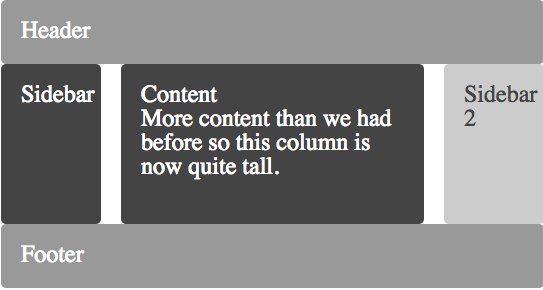 Header
Sidebar
Content
More content than we had
before so this column is
now quite tall.
Sidebar
2
Footer